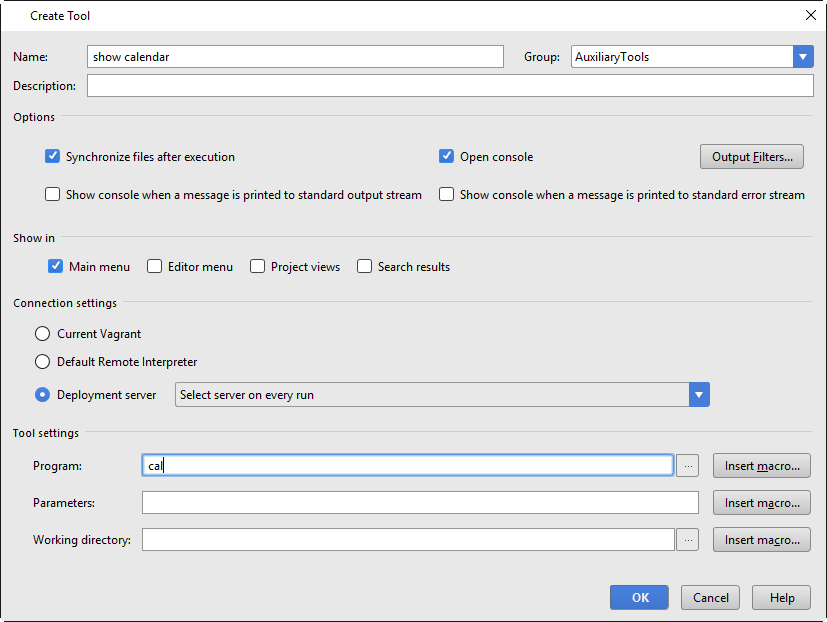 Create Tool
Name: show calendar Group: AuxiliaryTools
Description:
Options
Synchronize files after execution Open console Output Filters...
Show console when a message is printed to standard output stream Show console when a message is printed to standard error stream
Show in
Main menu Editor menu Project views Search results
Connection settings
Current Vagrant
Default Remote Interpreter
Deployment server Select server on every run
Tool settings
Program: cal ... Insert macro...
Parameters: Insert macro...
Working directory: ... Insert macro...
OK Cancel Help